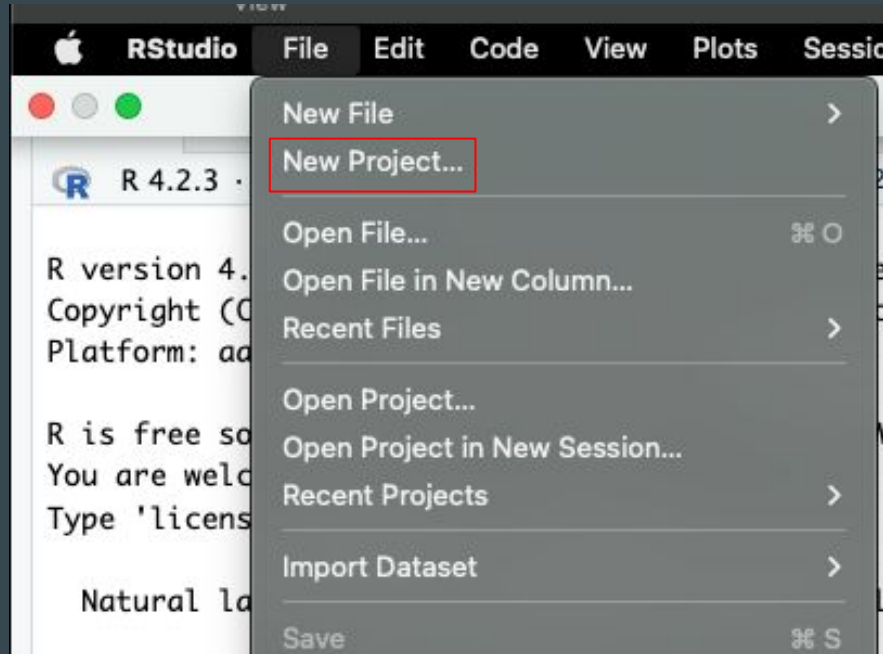 View
RStudio File Edit Code View Plots Sessio
New File
New Project...
R 4.2.3 ·
Open File... ⌘ O
R version 4.
Open File in New Column...
Copyright (C
Recent Files
Platform: aa
Open Project...
R is free so
Open Project in New Session...
You are welc
Recent Projects
Type 'licens
Import Dataset
Natural la
Save ⌘ S